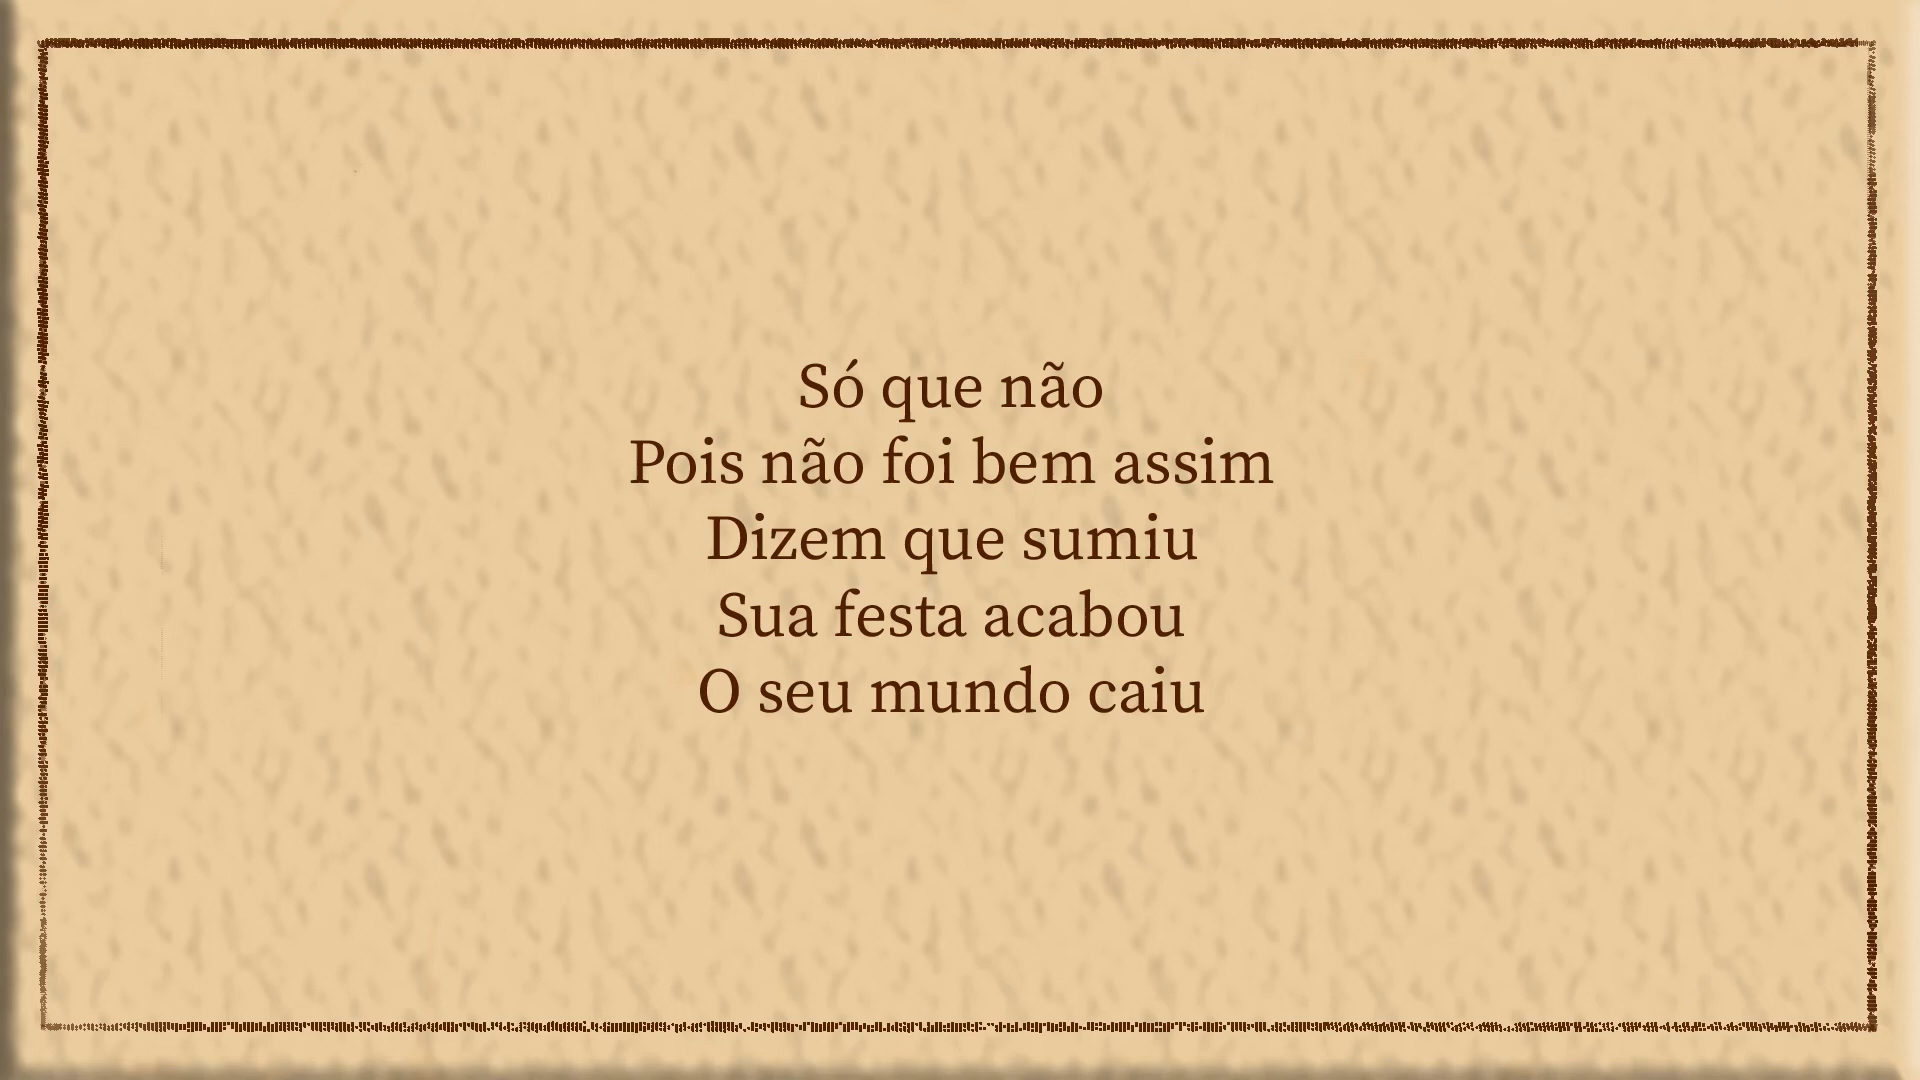 Só que não
Pois não foi bem assim
Dizem que sumiu
Sua festa acabou
O seu mundo caiu